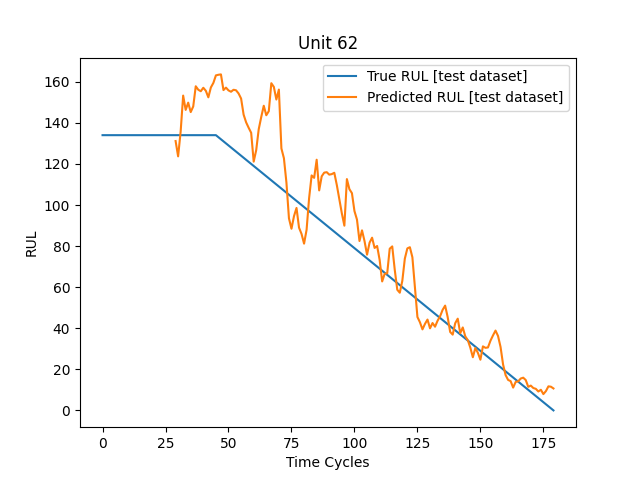 Unit 62
True RUL [test dataset]
Predicted RUL [test dataset]
RUL
160
140
120
100
80
60
40
20
0
0 25 50 75 100 125 150 175
Time Cycles